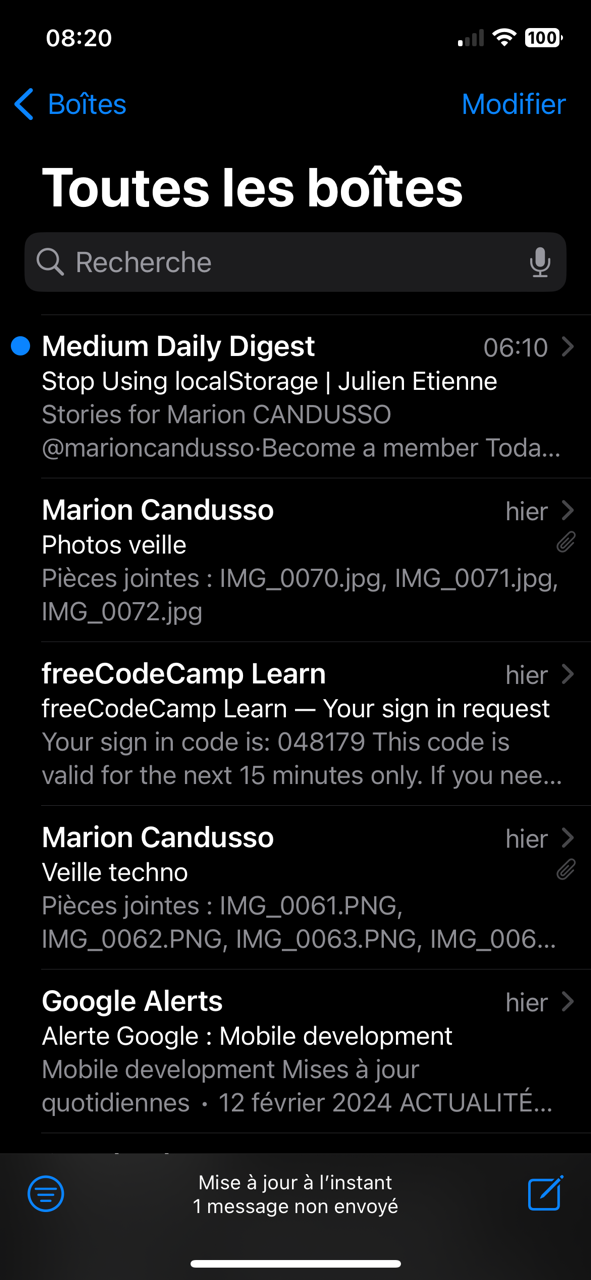 08:20
100
Boîtes
Modifier
Toutes les boîtes
Recherche
Medium Daily Digest
06:10
Stop Using localStorage | Julien Etienne
Stories for Marion CANDUSSO
@marioncandusso·Become a member Toda...
Marion Candusso
hier
Photos veille
Pièces jointes : IMG_0070.jpg, IMG_0071.jpg,
IMG_0072.jpg
freeCodeCamp Learn
hier
freeCodeCamp Learn — Your sign in request
Your sign in code is: 048179 This code is
valid for the next 15 minutes only. If you nee...
Marion Candusso
hier
Veille techno
Pièces jointes : IMG_0061.PNG,
IMG_0062.PNG, IMG_0063.PNG, IMG_006...
Google Alerts
hier
Alerte Google : Mobile development
Mobile development Mises à jour
quotidiennes · 12 février 2024 ACTUALITÉ...
Mise à jour à l’instant
1 message non envoyé